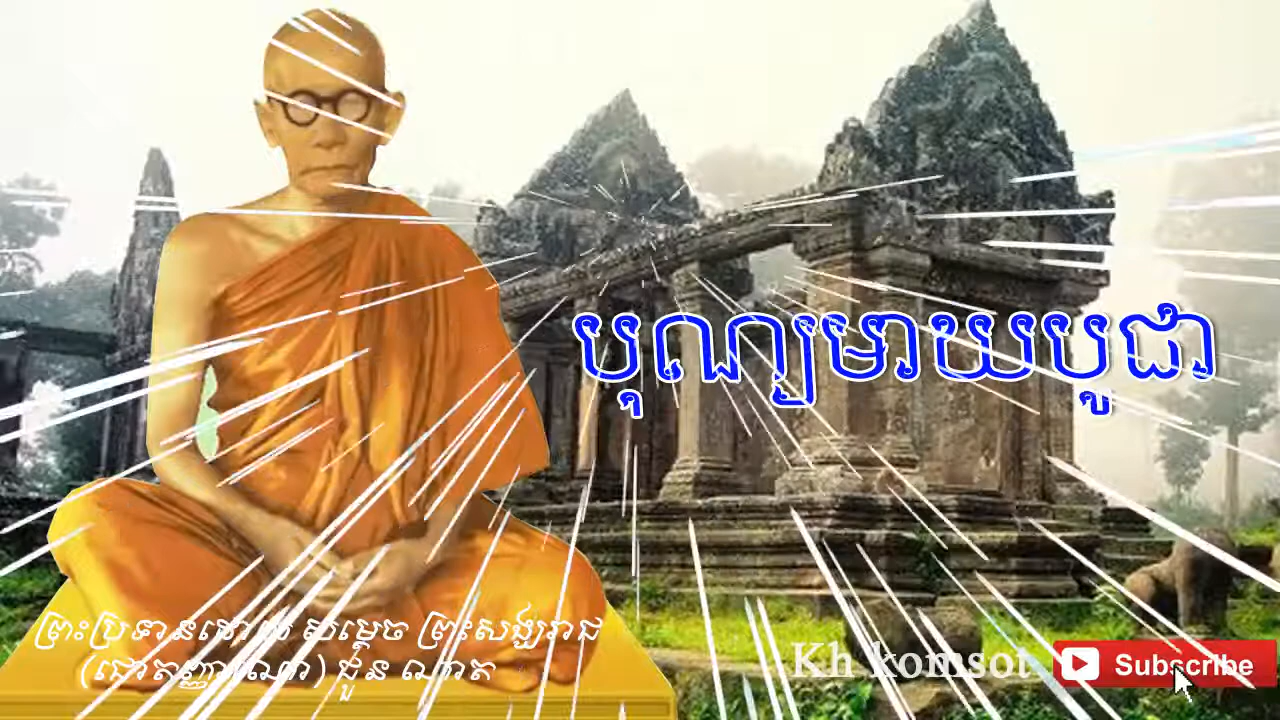 បុណ្យមាឃបូជា
ព្រះប្រទានដោយ សម្ដេច ព្រះសង្ឃរាជ
(ជោតញ្ញាណោ) ជួន ណាត
Kh komsot
Subscribe